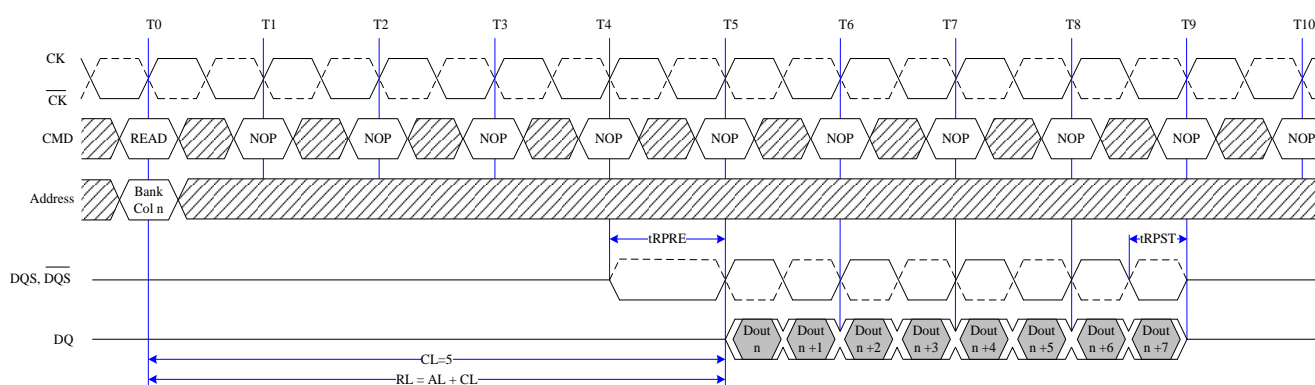 T0 T1 T2 T3 T4 T5 T6 T7 T8 T9 T10
CK
CK
CMD READ NOP NOP NOP NOP NOP NOP NOP NOP NOP NOP
Address Bank
Col n
tRPRE tRPST
DQS, DQS
DQ Dout Dout Dout Dout Dout Dout Dout Dout
n n +1 n +2 n +3 n +4 n +5 n +6 n +7
CL=5
RL = AL + CL